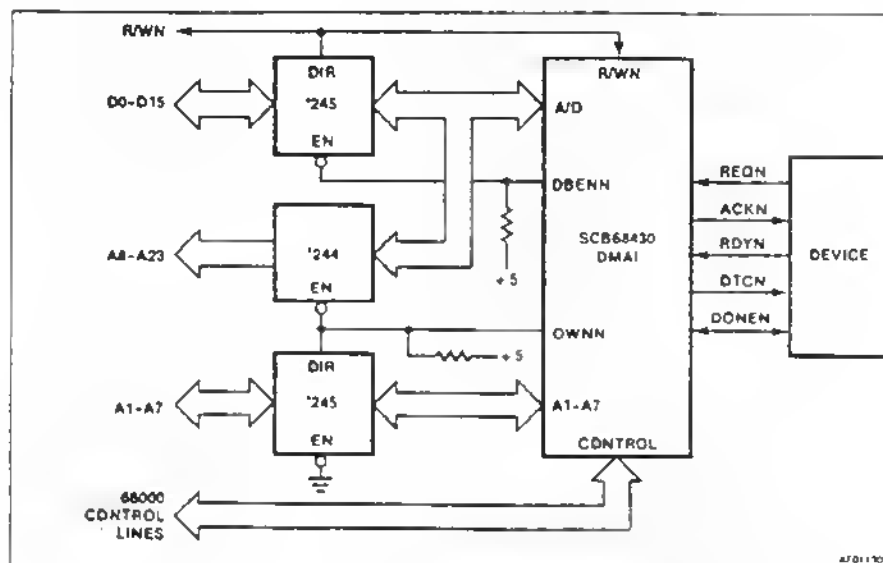 R/WN
DIR
R/WN
D0-D15
'245
A/D
EN
REQN
DBENN
ACKN
SCB68430
DMAI
A8-A23
'244
RDYN
DEVICE
+5
EN
DTCN
OWNN
DONEN
+5
DIR
A1-A7
'245
A1-A7
EN
CONTROL
68000
CONTROL
LINES